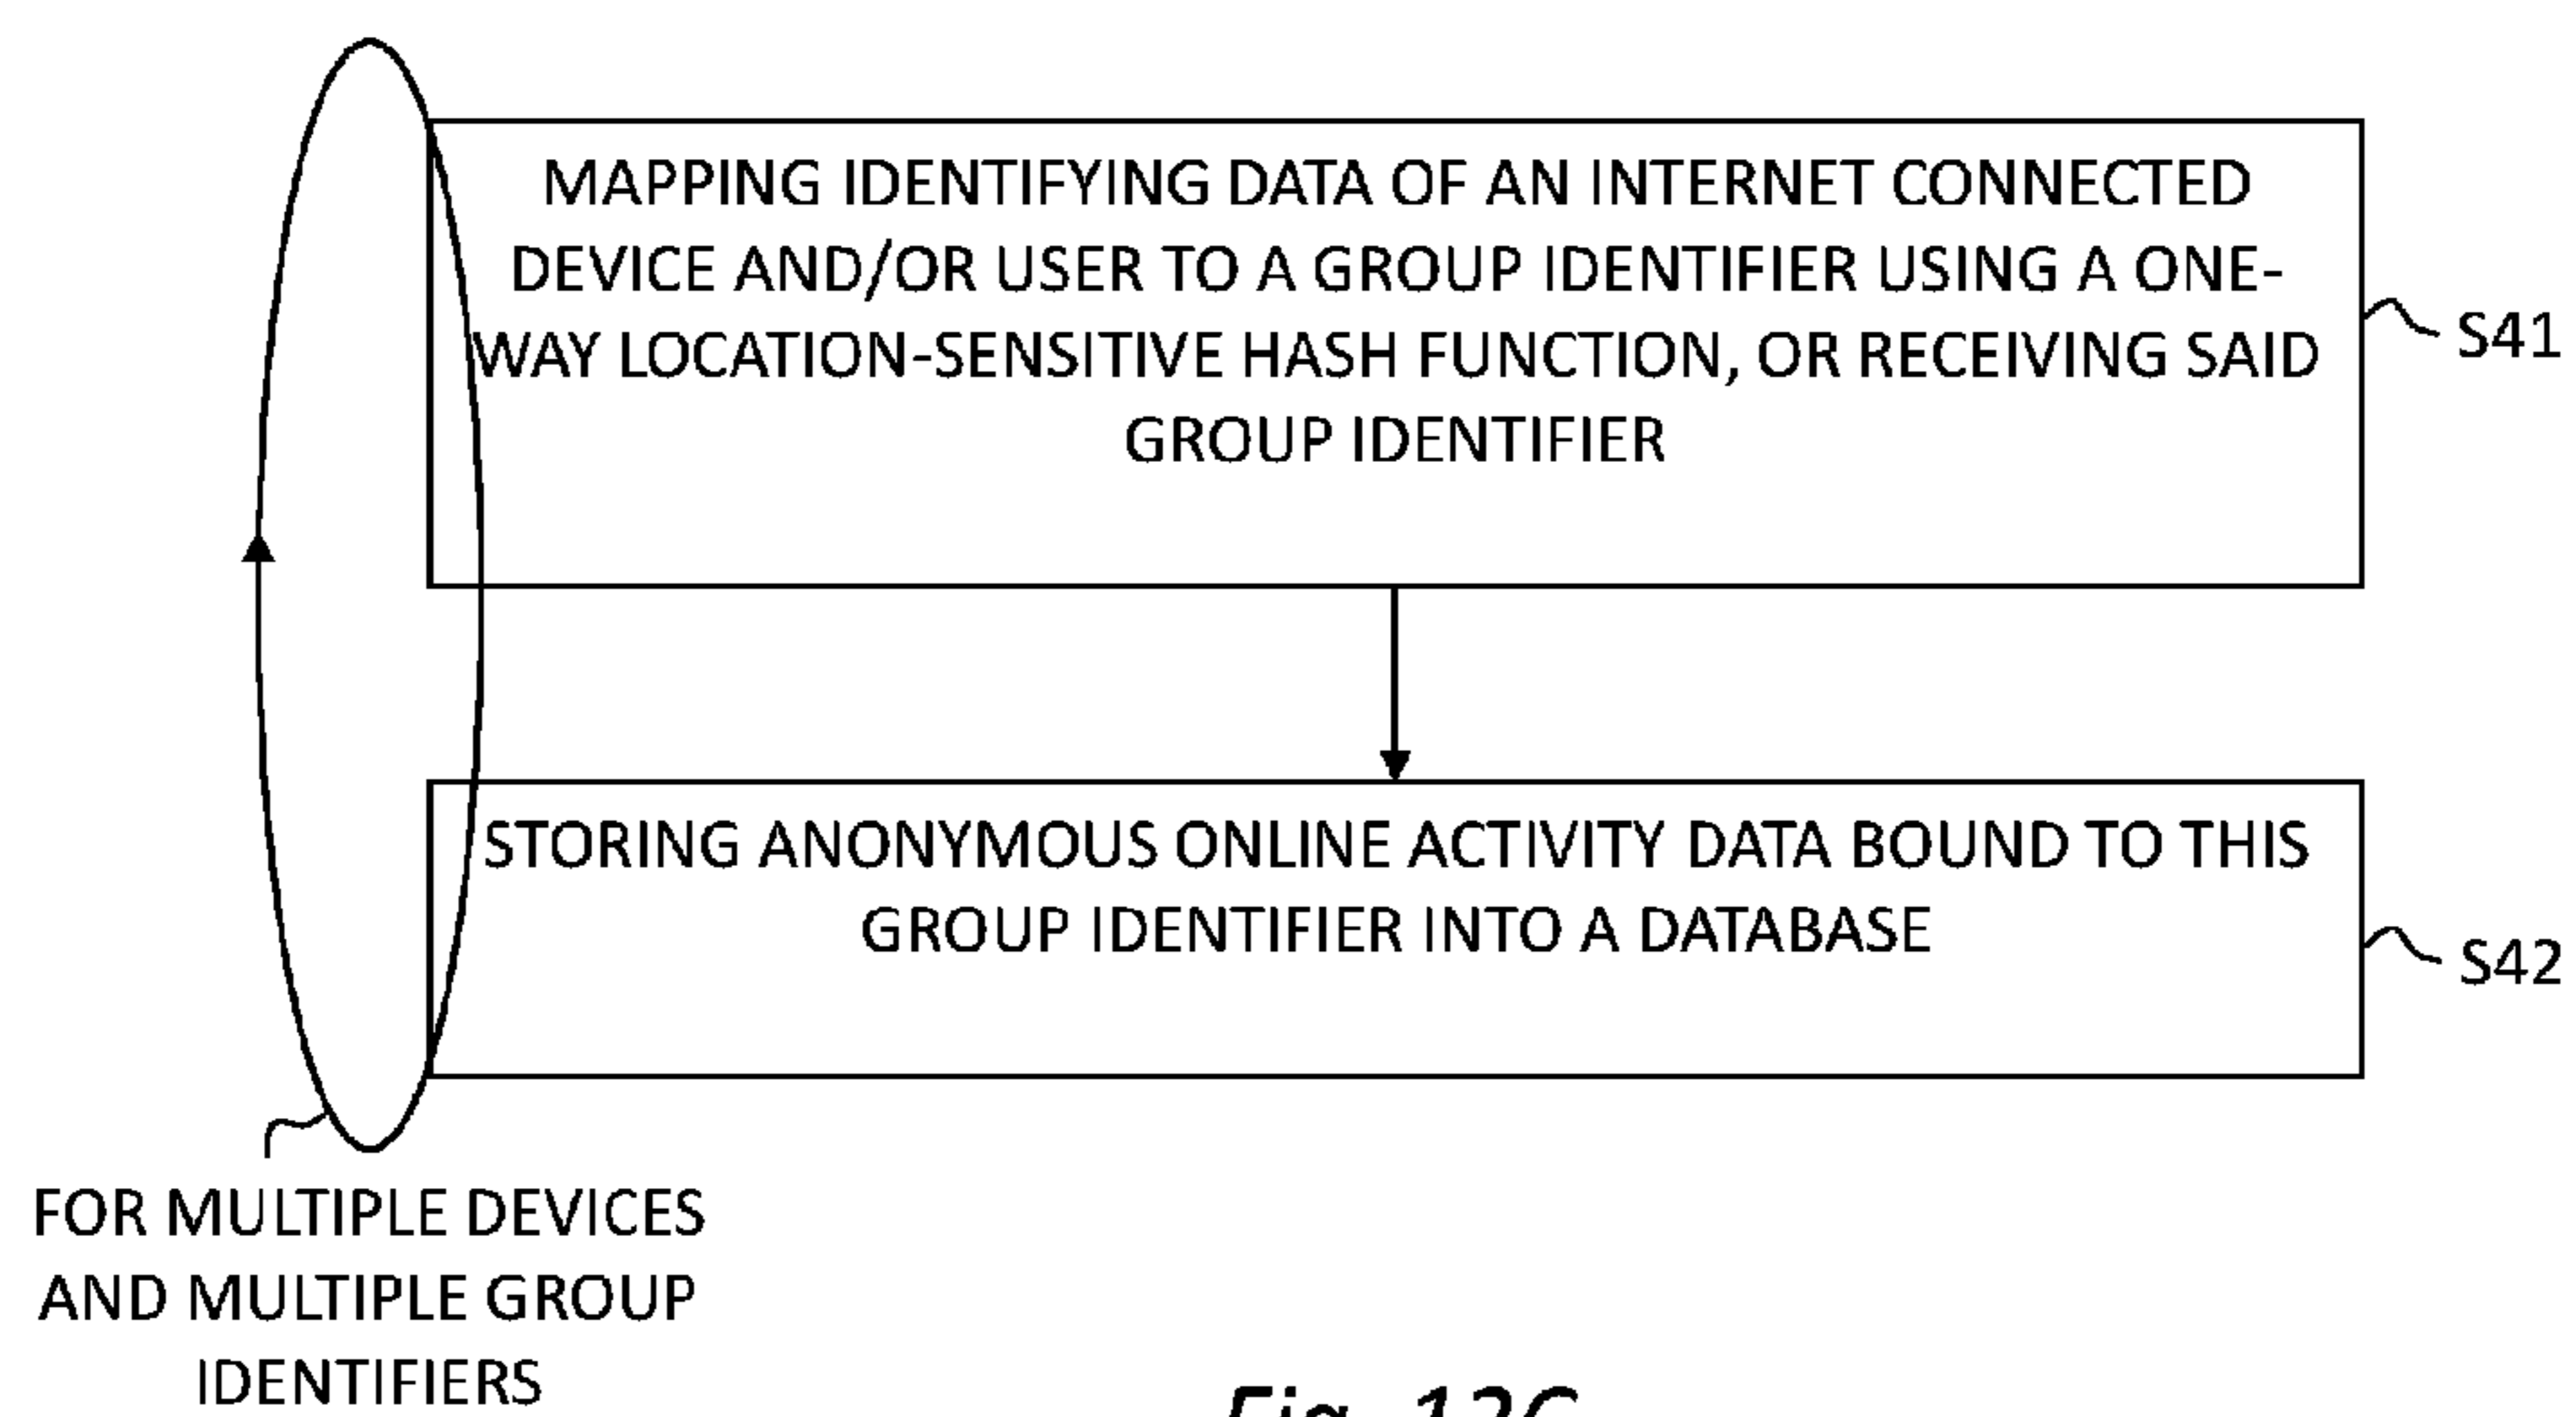 MAPPING IDENTIFYING DATA OF AN INTERNET CONNECTED
DEVICE AND/OR USER TO A GROUP IDENTIFIER USING A ONE-
WAY LOCATION-SENSITIVE HASH FUNCTION, OR RECEIVING SAID
GROUP IDENTIFIER
S41
STORING ANONYMOUS ONLINE ACTIVITY DATA BOUND TO THIS
GROUP IDENTIFIER INTO A DATABASE
S42
FOR MULTIPLE DEVICES
AND MULTIPLE GROUP
IDENTIFIERS
Fig. 12C